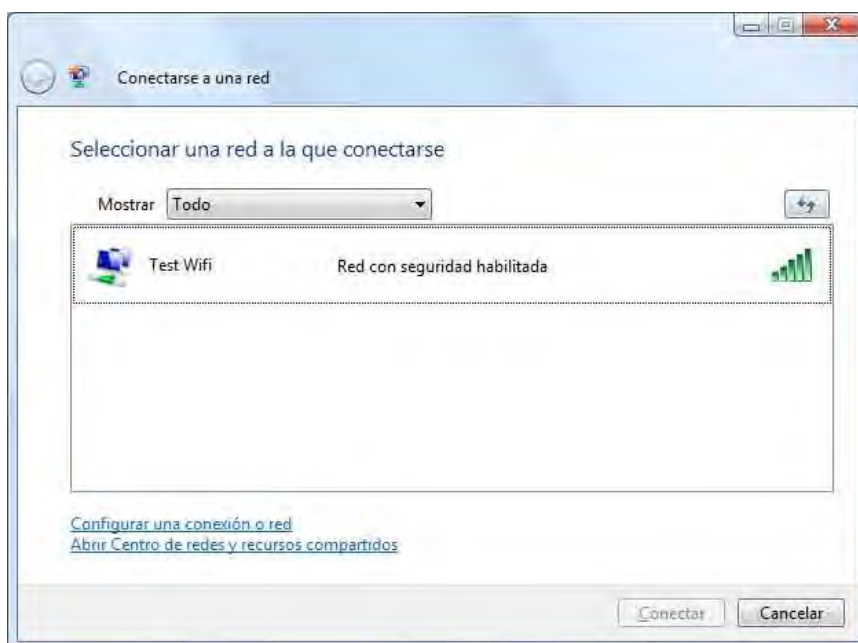 Conectarse a una red
Seleccionar una red a la que conectarse
Mostrar Todo
Test Wifi Red con seguridad habilitada
Configurar una conexión o red
Abrir Centro de redes y recursos compartidos
Conectar Cancelar